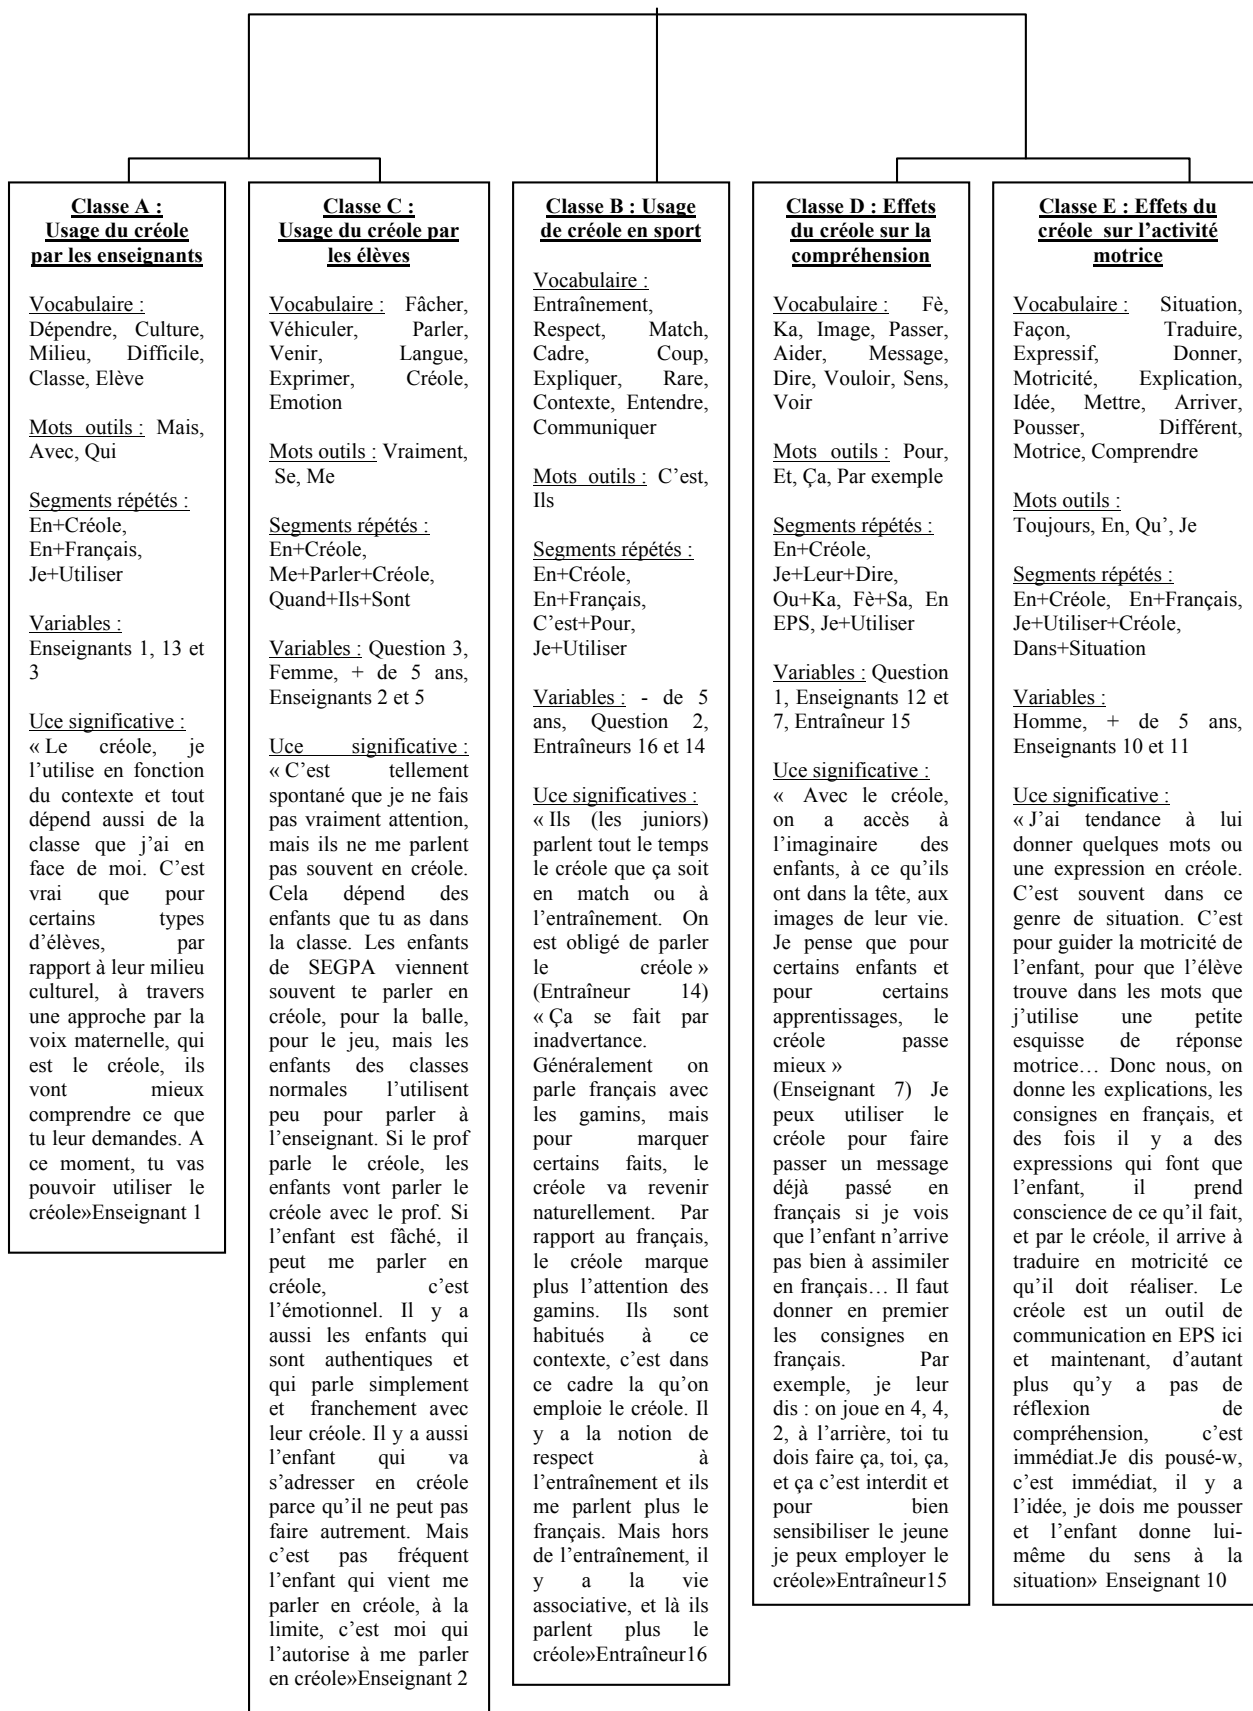 Classe A :
Usage du créole
par les enseignants
Vocabulaire :
Dépendre, Culture,
Milieu, Difficile,
Classe, Elève
Mots outils : Mais,
Avec, Qui
Segments répétés :
En+Créole,
En+Français,
Je+Utiliser
Variables :
Enseignants 1, 13 et
3
Uce significative :
« Le créole, je
l’utilise en fonction
du contexte et tout
dépend aussi de la
classe que j’ai en
face de moi. C’est
vrai que pour
certains types
d’élèves, par
rapport à leur milieu
culturel, à travers
une approche par la
voix maternelle, qui
est le créole, ils
vont mieux
comprendre ce que
tu leur demandes. A
ce moment, tu vas
pouvoir utiliser le
créole»Enseignant 1
Classe C :
Usage du créole par
les élèves
Vocabulaire : Fâcher,
Véhiculer, Parler,
Venir, Langue,
Exprimer, Créole,
Emotion
Mots outils : Vraiment,
Se, Me
Segments répétés :
En+Créole,
Me+Parler+Créole,
Quand+Ils+Sont
Variables : Question 3,
Femme, + de 5 ans,
Enseignants 2 et 5
Uce significative :
« C’est tellement
spontané que je ne fais
pas vraiment attention,
mais ils ne me parlent
pas souvent en créole.
Cela dépend des
enfants que tu as dans
la classe. Les enfants
de SEGPA viennent
souvent te parler en
créole, pour la balle,
pour le jeu, mais les
enfants des classes
normales l’utilisent
peu pour parler à
l’enseignant. Si le prof
parle le créole, les
enfants vont parler le
créole avec le prof. Si
l’enfant est fâché, il
peut me parler en
créole, c’est
l’émotionnel. Il y a
aussi les enfants qui
sont authentiques et
qui parle simplement
et franchement avec
leur créole. Il y a aussi
l’enfant qui va
s’adresser en créole
parce qu’il ne peut pas
faire autrement. Mais
c’est pas fréquent
l’enfant qui vient me
parler en créole, à la
limite, c’est moi qui
l’autorise à me parler
en créole»Enseignant 2
Classe B : Usage
de créole en sport
Vocabulaire :
Entraînement,
Respect, Match,
Cadre, Coup,
Expliquer, Rare,
Contexte, Entendre,
Communiquer
Mots outils : C’est,
Ils
Segments répétés :
En+Créole,
En+Français,
C’est+Pour,
Je+Utiliser
Variables : - de 5
ans, Question 2,
Entraîneurs 16 et 14
Uce significatives :
« Ils (les juniors)
parlent tout le temps
le créole que ça soit
en match ou à
l’entraînement. On
est obligé de parler
le créole »
(Entraîneur 14)
« Ça se fait par
inadvertance.
Généralement on
parle français avec
les gamins, mais
pour marquer
certains faits, le
créole va revenir
naturellement. Par
rapport au français,
le créole marque
plus l’attention des
gamins. Ils sont
habitués à ce
contexte, c’est dans
ce cadre la qu’on
emploie le créole. Il
y a la notion de
respect à
l’entraînement et ils
me parlent plus le
français. Mais hors
de l’entraînement, il
y a la vie
associative, et là ils
parlent plus le
créole»Entraîneur16
Classe D : Effets
du créole sur la
compréhension
Vocabulaire : Fè,
Ka, Image, Passer,
Aider, Message,
Dire, Vouloir, Sens,
Voir
Mots outils : Pour,
Et, Ça, Par exemple
Segments répétés :
En+Créole,
Je+Leur+Dire,
Ou+Ka, Fè+Sa, En
EPS, Je+Utiliser
Variables : Question
1, Enseignants 12 et
7, Entraîneur 15
Uce significative :
« Avec le créole,
on a accès à
l’imaginaire des
enfants, à ce qu’ils
ont dans la tête, aux
images de leur vie.
Je pense que pour
certains enfants et
pour certains
apprentissages, le
créole passe
mieux »
(Enseignant 7) Je
peux utiliser le
créole pour faire
passer un message
déjà passé en
français si je vois
que l’enfant n’arrive
pas bien à assimiler
en français… Il faut
donner en premier
les consignes en
français. Par
exemple, je leur
dis : on joue en 4, 4,
2, à l’arrière, toi tu
dois faire ça, toi, ça,
et ça c’est interdit et
pour bien
sensibiliser le jeune
je peux employer le
créole»Entraîneur15
Classe E : Effets du
créole sur l’activité
motrice
Vocabulaire : Situation,
Façon, Traduire,
Expressif, Donner,
Motricité, Explication,
Idée, Mettre, Arriver,
Pousser, Différent,
Motrice, Comprendre
Mots outils :
Toujours, En, Qu’, Je
Segments répétés :
En+Créole, En+Français,
Je+Utiliser+Créole,
Dans+Situation
Variables :
Homme, + de 5 ans,
Enseignants 10 et 11
Uce significative :
« J’ai tendance à lui
donner quelques mots ou
une expression en créole.
C’est souvent dans ce
genre de situation. C’est
pour guider la motricité de
l’enfant, pour que l’élève
trouve dans les mots que
j’utilise une petite
esquisse de réponse
motrice… Donc nous, on
donne les explications, les
consignes en français, et
des fois il y a des
expressions qui font que
l’enfant, il prend
conscience de ce qu’il fait,
et par le créole, il arrive à
traduire en motricité ce
qu’il doit réaliser. Le
créole est un outil de
communication en EPS ici
et maintenant, d’autant
plus qu’y a pas de
réflexion de
compréhension, c’est
immédiat.Je dis pousé-w,
c’est immédiat, il y a
l’idée, je dois me pousser
et l’enfant donne lui-
même du sens à la
situation» Enseignant 10